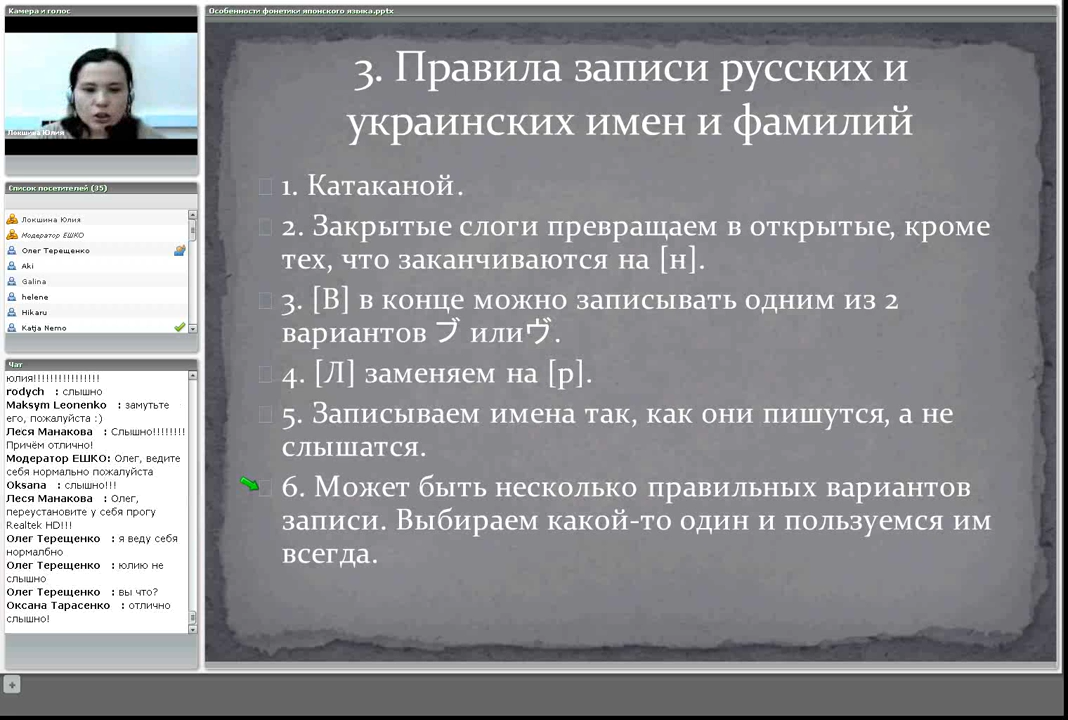 Камера и голос
Локшина Юлия
Список посетителей (35)
Локшина Юлия
Модератор ЕШКО
Олег Терещенко
Aki
Galina
helene
Hikaru
Katja Nemo
Чат
юлия!!!!!!!!!!!!!!!!
rodych : слышно
Maksym Leonenko : замутьте
его, пожалуйста :)
Леся Манакова : Слышно!!!!!!!!
Причём отлично!
Модератор ЕШКО: Олег, ведите
себя нормально пожалуйста
Oksana : слышно!!!
Леся Манакова : Олег,
переустановите у себя прогу
Realtek HD!!!
Олег Терещенко : я веду себя
нормалбно
Олег Терещенко : юлию не
слышно
Олег Терещенко : вы что?
Оксана Тарасенко : отлично
слышно!
Особенности фонетики японского языка.pptx
3. Правила записи русских и
украинских имен и фамилий
1. Катаканой.
2. Закрытые слоги превращаем в открытые, кроме
тех, что заканчиваются на [н].
3. [В] в конце можно записывать одним из 2
вариантов ブ илиヴ.
4. [Л] заменяем на [р].
5. Записываем имена так, как они пишутся, а не
слышатся.
6. Может быть несколько правильных вариантов
записи. Выбираем какой-то один и пользуемся им
всегда.